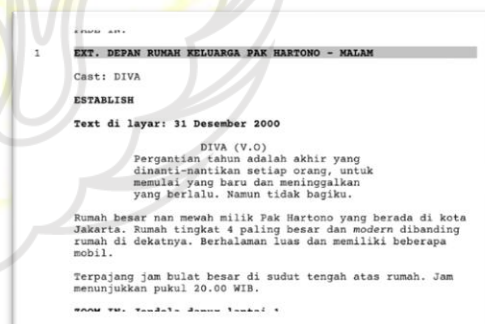 1 EXT. DEPAN RUMAH KELUARGA PAK HARTONO - MALAM
Cast: DIVA
ESTABLISH
Text di layar: 31 Desember 2000
DIVA (V.O)
Pergantian tahun adalah akhir yang
dinanti-nantikan setiap orang, untuk
memulai yang baru dan meninggalkan
yang berlalu. Namun tidak bagiku.
Rumah besar nan mewah milik Pak Hartono yang berada di kota
Jakarta. Rumah tingkat 4 paling besar dan modern dibanding
rumah di dekatnya. Berhalaman luas dan memiliki beberapa
mobil.
Terpajang jam bulat besar di sudut tengah atas rumah. Jam
menunjukkan pukul 20.00 WIB.